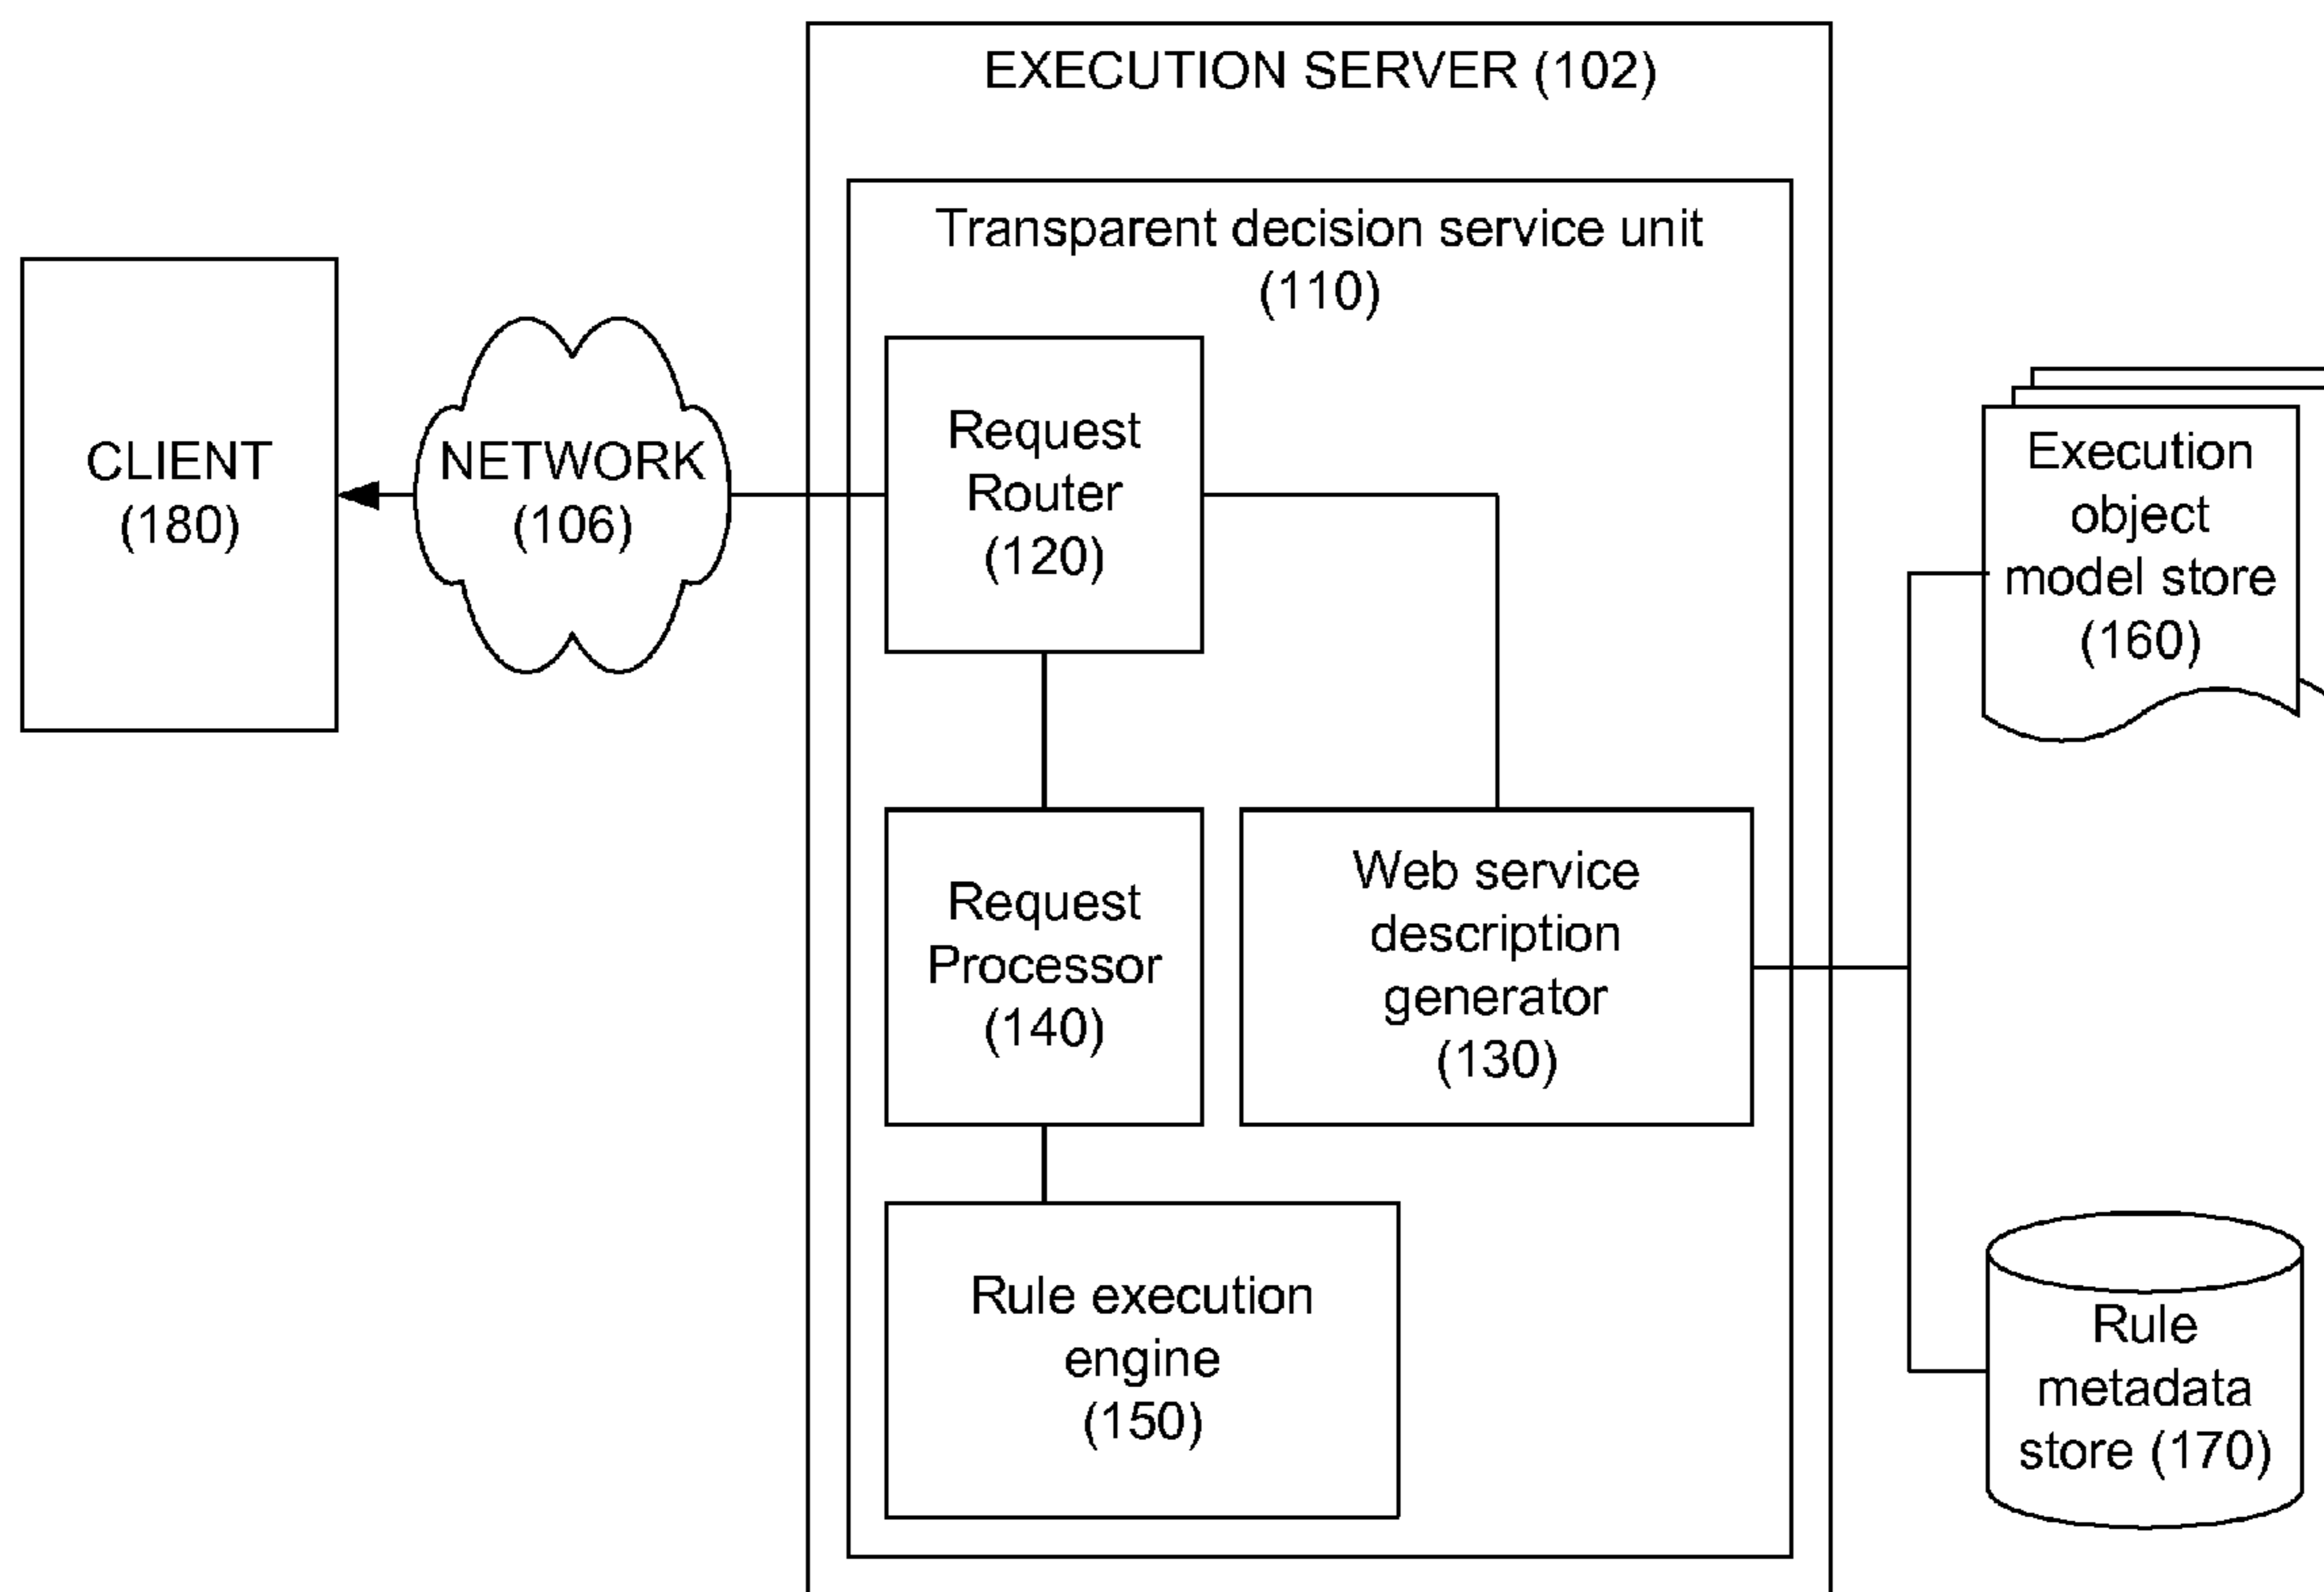 EXECUTION SERVER (102)
Transparent decision service unit
(110)
CLIENT
(180)
NETWORK
(106)
Request
Router
(120)
Execution
object
model store
(160)
Request
Processor
(140)
Web service
description
generator
(130)
Rule execution
engine
(150)
Rule
metadata
store (170)